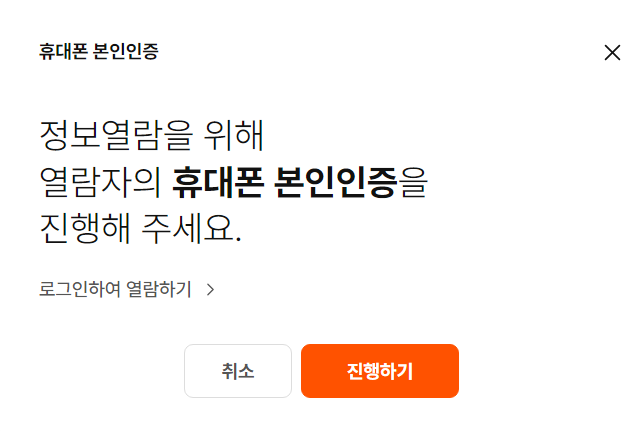 휴대폰 본인인증
정보열람을 위해
열람자의 휴대폰 본인인증을
진행해 주세요.
로그인하여 열람하기
취소
진행하기